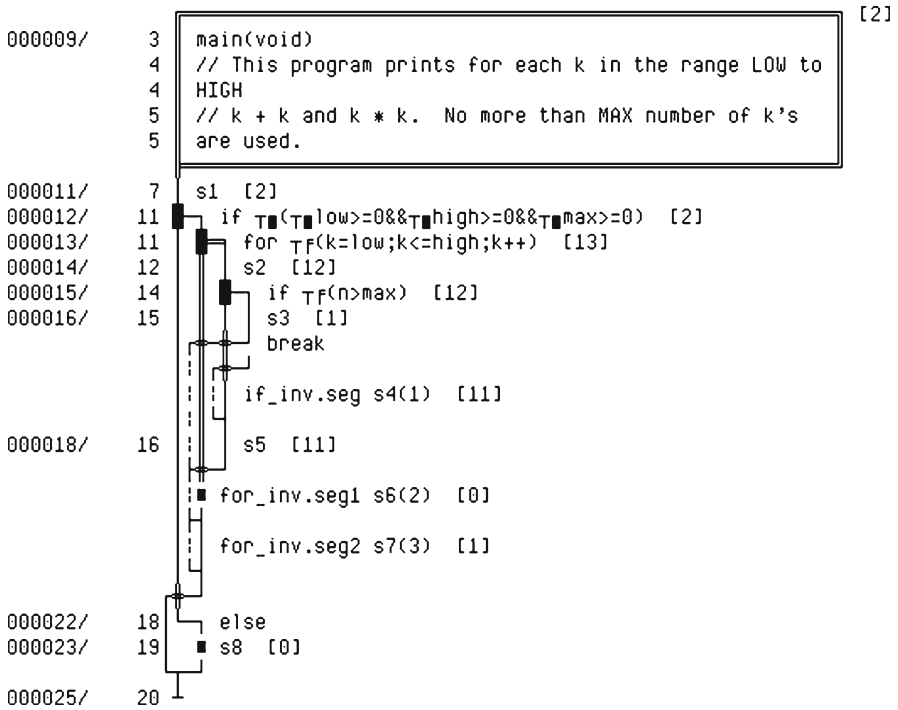 [2]
000009/ 3 main(void)
4 // This program prints for each k in the range LOW to
4 HIGH
5 // k + k and k * k. No more than MAX number of k's
5 are used.
000011/ 7 s1 [2]
000012/ 11 if T■(T■low>=0&&T■high>=0&&T■max>=0) [2]
000013/ 11 for TF(k=low;k<=high;k++) [13]
000014/ 12 s2 [12]
000015/ 14 if TF(n>max) [12]
000016/ 15 s3 [1]
break
if_inv.seg s4(1) [11]
000018/ 16 s5 [11]
for_inv.seg1 s6(2) [0]
for_inv.seg2 s7(3) [1]
000022/ 18 else
000023/ 19 s8 [0]
000025/ 20